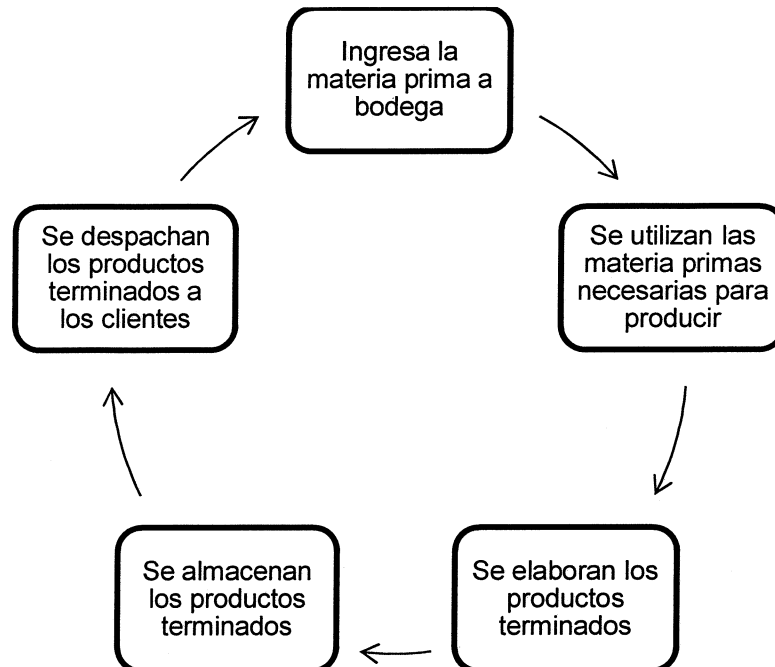 Ingresa la
materia prima a
bodega
Se utilizan las
materia primas
necesarias para
producir
Se elaboran los
productos
terminados
Se almacenan
los productos
terminados
Se despachan
los productos
terminados a
los clientes